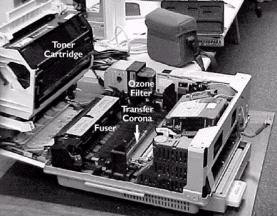 Toner
Cartridge
Ozone
Filter
Transfer
Corona
Fuser